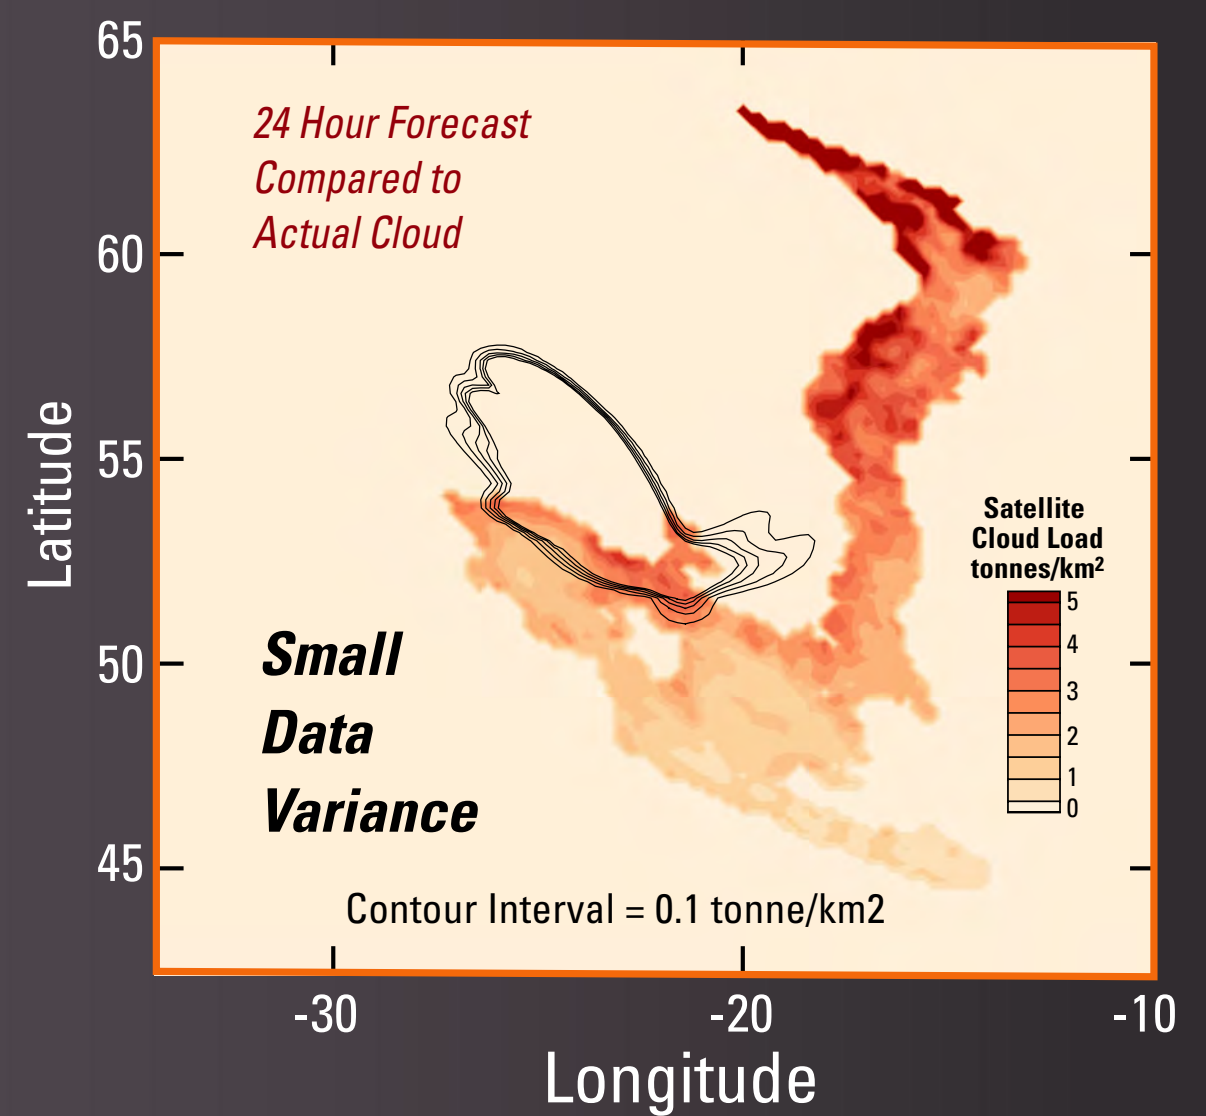 65
24 Hour Forecast
Compared to
Actual Cloud
60
55
Latitude
Satellite
Cloud Load
tonnes/km2
5
4
3
2
1
0
50
Small
Data
Variance
45
Contour Interval = 0.1 tonne/km2
-30
-20
-10
Longitude